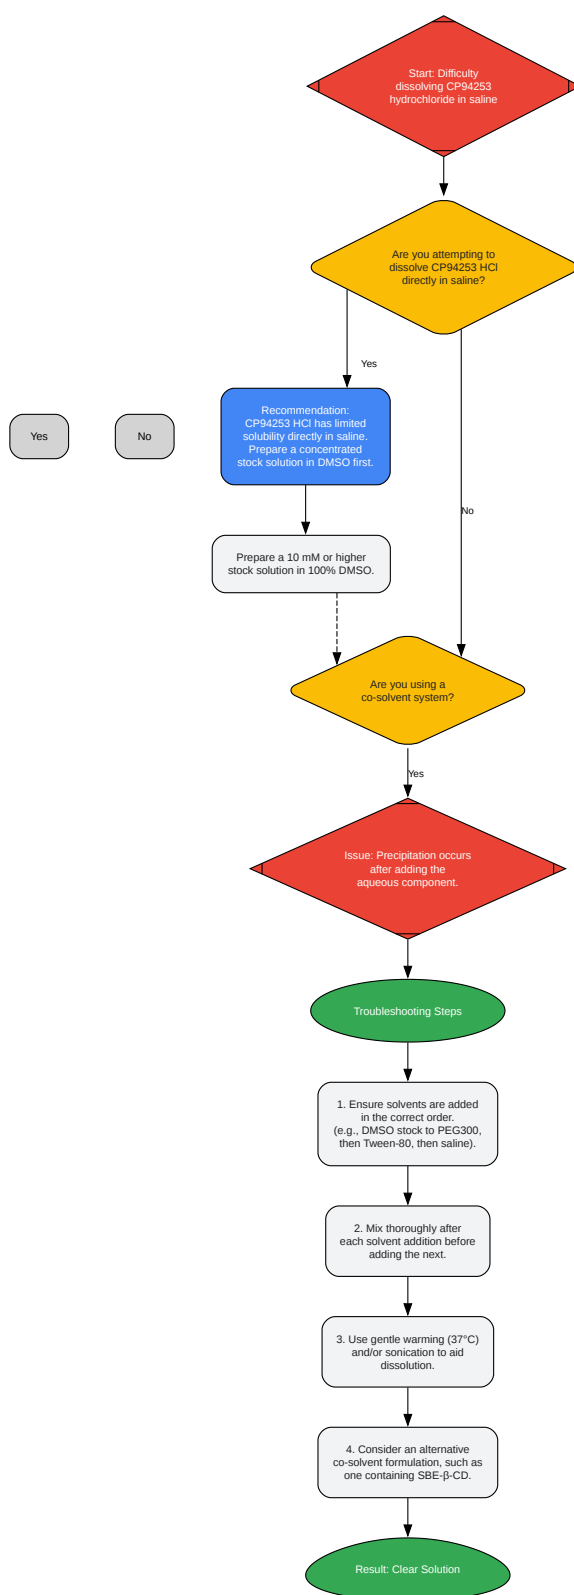 Start: Difficulty
dissolving CP94253
hydrochloride in saline
Are you attempting to
dissolve CP94253 HCl
directly in saline?
Yes
Yes
No
Recommendation:
CP94253 HCl has limited
solubility directly in saline.
Prepare a concentrated
stock solution in DMSO first.
No
Prepare a 10 mM or higher
stock solution in 100% DMSO.
Are you using a
co-solvent system?
Yes
Issue: Precipitation occurs
after adding the
aqueous component.
Troubleshooting Steps
1. Ensure solvents are added
in the correct order.
(e.g., DMSO stock to PEG300,
then Tween-80, then saline).
2. Mix thoroughly after
each solvent addition before
adding the next.
3. Use gentle warming (37°C)
and/or sonication to aid
dissolution.
4. Consider an alternative
co-solvent formulation, such as
one containing SBE-β-CD.
Result: Clear Solution